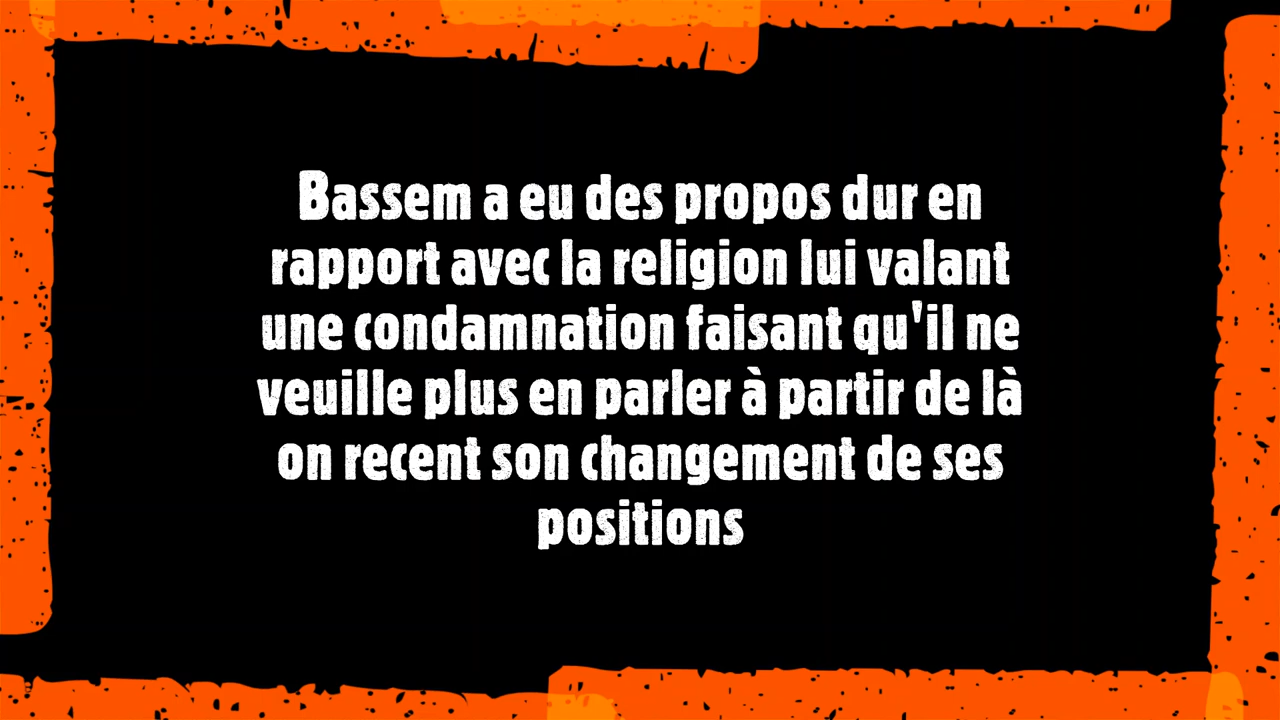 Bassem a eu des propos dur en
rapport avec la religion lui valant
une condamnation faisant qu'il ne
veuille plus en parler à partir de là
on recent son changement de ses
positions